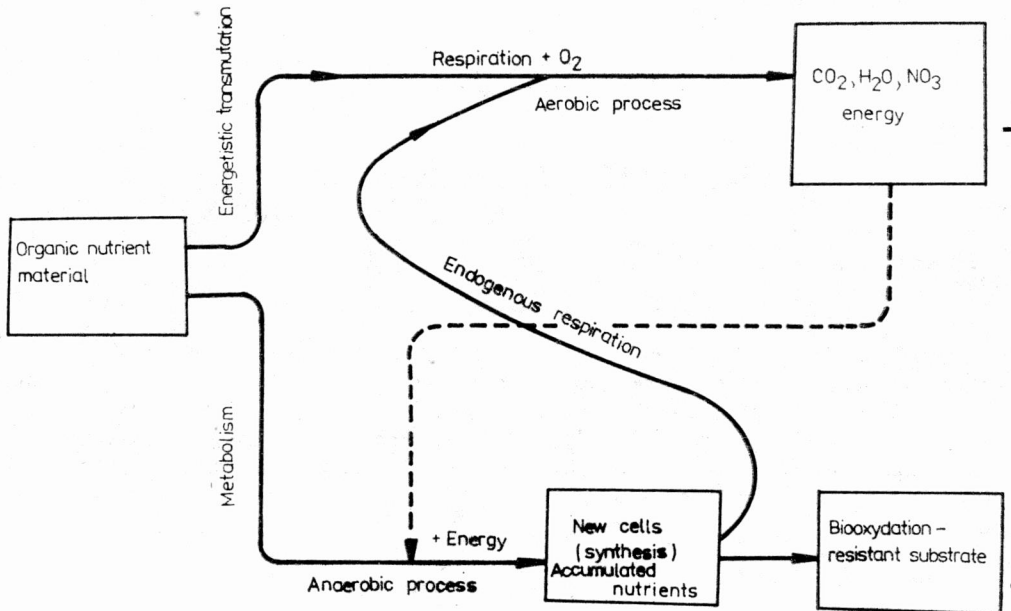 Energetistic transmutation
Respiration + O2
Aerobic process
CO2, H2O, NO3
energy
Organic nutrient
material
Endogenous respiration
Metabolism
+ Energy
Anaerobic process
New cells
(synthesis)
Accumulated
nutrients
Biooxydation-
resistant substrate